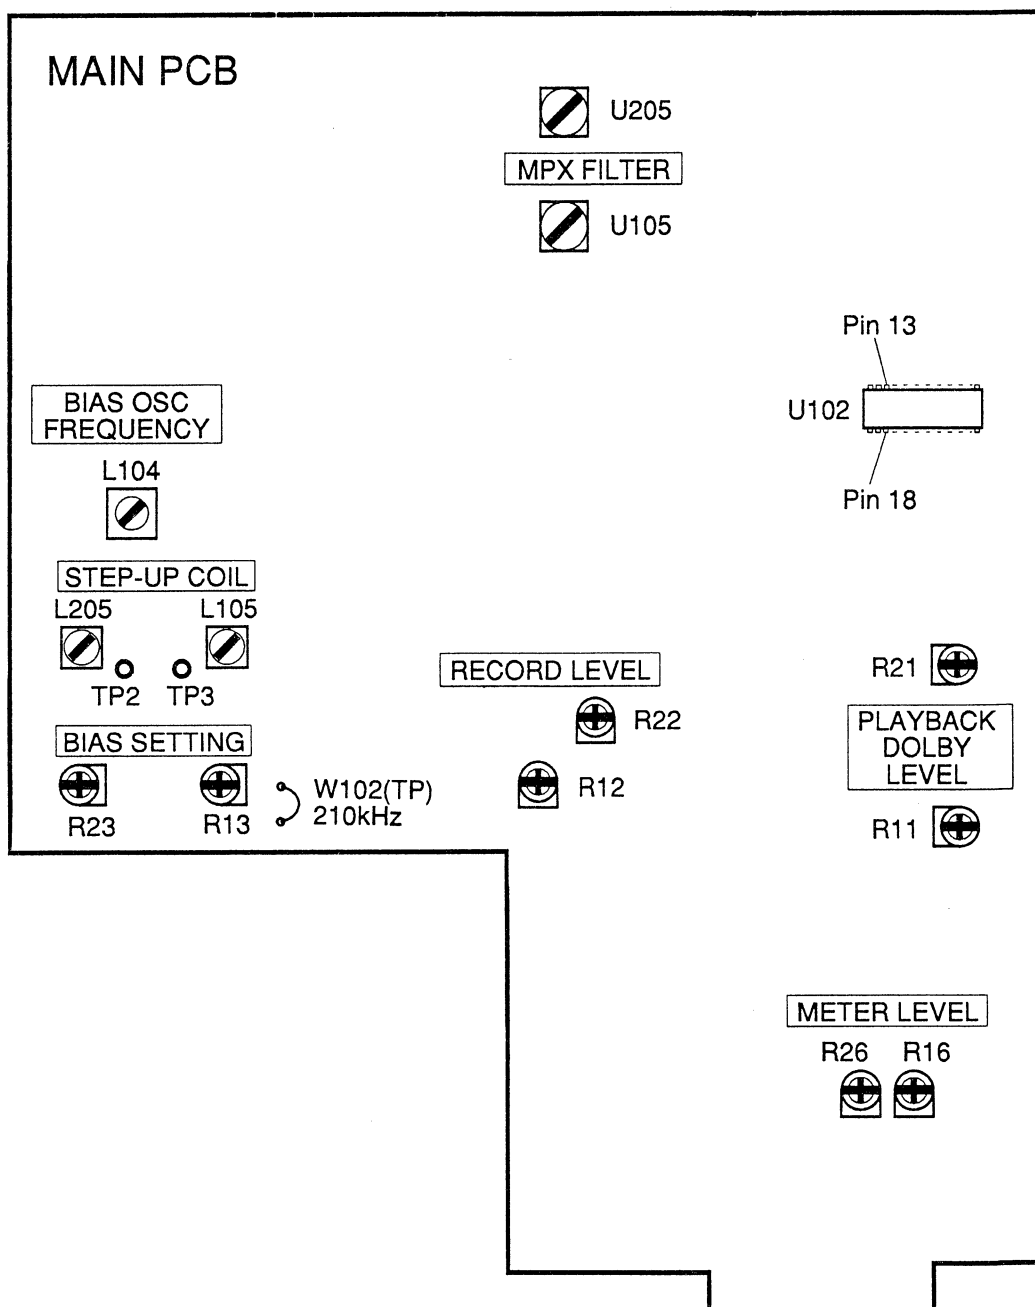 MAIN PCB
U205
MPX FILTER
U105
Pin 13
U102
Pin 18
BIAS OSC
FREQUENCY
L104
STEP-UP COIL
L205
L105
TP2
TP3
BIAS SETTING
R23
R13
W102(TP)
210kHz
RECORD LEVEL
R22
R12
R21
PLAYBACK
DOLBY
LEVEL
R11
METER LEVEL
R26
R16